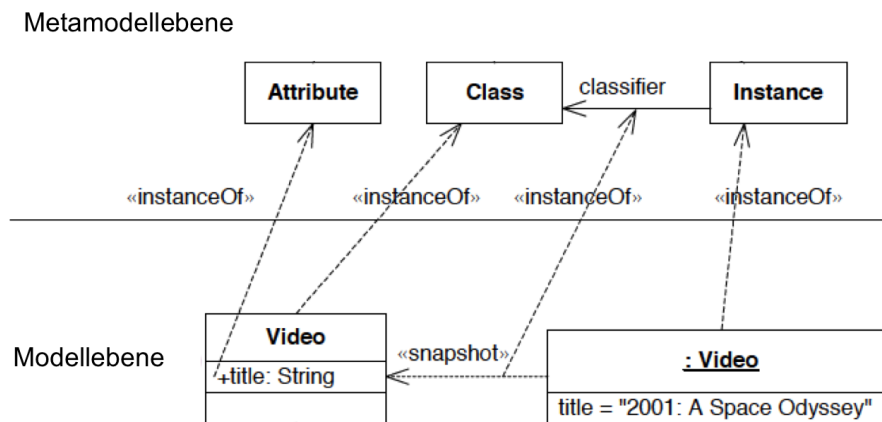 Metamodellebene
Attribute
Class
classifier
Instance
«instanceOf»
«instanceOf»
«instanceOf»
«instanceOf»
Modellebene
Video
+title: String
«snapshot»
: Video
title = "2001: A Space Odyssey"